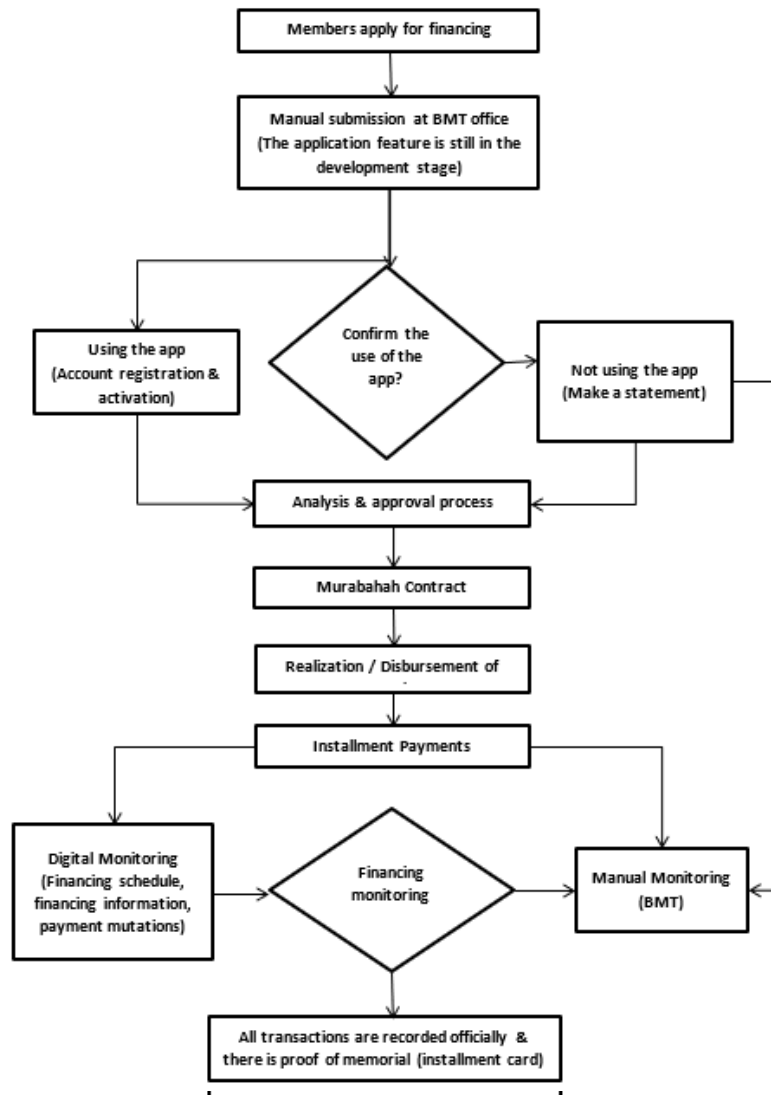 Members apply for financing
Manual submission at BMT office
(The application feature is still in the
development stage)
Confirm the
use of the
app?
Using the app
(Account registration &
activation)
Not using the app
(Make a statement)
Analysis & approval process
Murabahah Contract
Realization / Disbursement of
Installment Payments
Digital Monitoring
(Financing schedule,
financing information,
payment mutations)
Financing
monitoring
Manual Monitoring
(BMT)
All transactions are recorded officially &
there is proof of memorial (installment card)